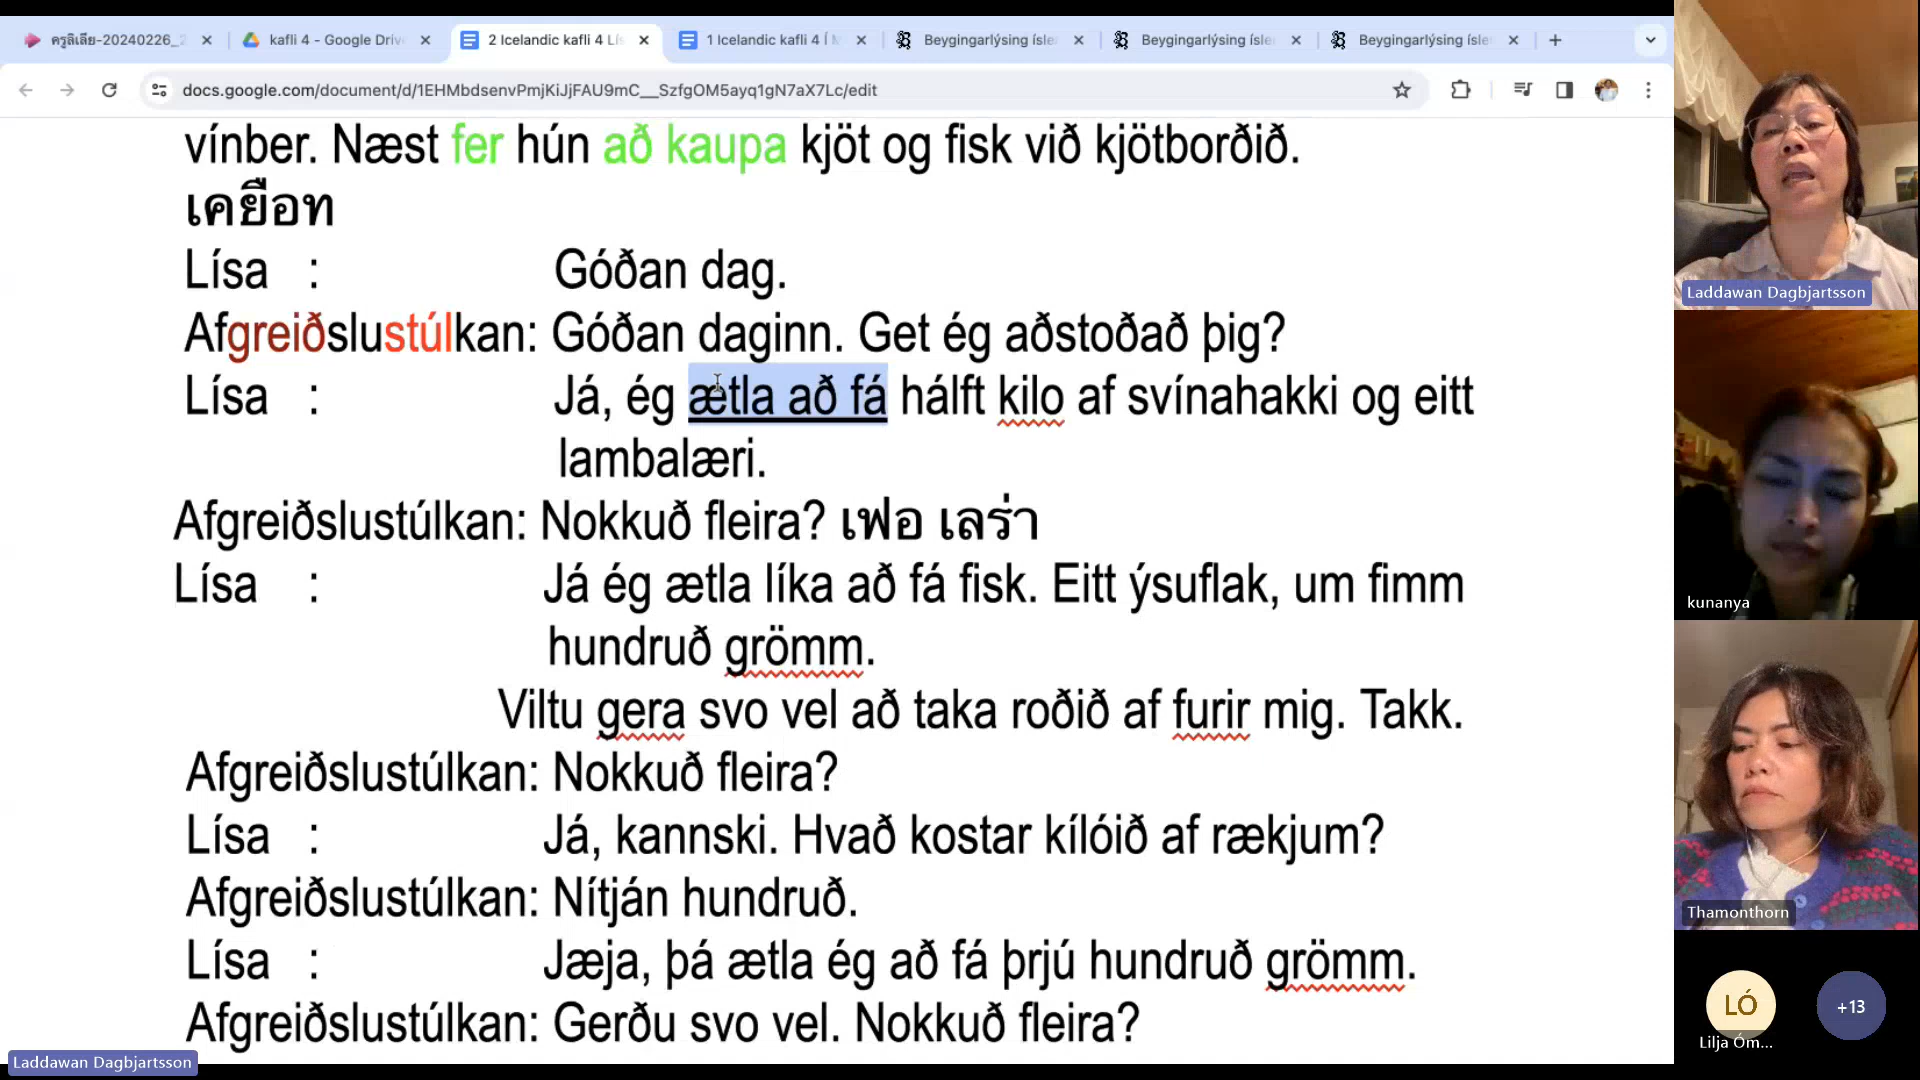 ครูลิเลีย-20240226_2
kafli 4 - Google Drive
2 Icelandic kafli 4 Lís
1 Icelandic kafli 4 Í M
Beygingarlýsing ísle
Beygingarlýsing ísle
Beygingarlýsing ísle
docs.google.com/document/d/1EHMbdsenvPmjKiJjFAU9mC__SzfgOM5ayq1gN7aX7Lc/edit
vínber. Næst fer hún að kaupa kjöt og fisk við kjötborðið.
เคยือท
Lísa : Góðan dag.
Afgreiðslustúlkan: Góðan daginn. Get ég aðstoðað þig?
Lísa : Já, ég ætla að fá hálft kilo af svínahakki og eitt
lambalæri.
Afgreiðslustúlkan: Nokkuð fleira? เฟอ เลร่า
Lísa : Já ég ætla líka að fá fisk. Eitt ýsuflak, um fimm
hundruð grömm.
Viltu gera svo vel að taka roðið af furir mig. Takk.
Afgreiðslustúlkan: Nokkuð fleira?
Lísa : Já, kannski. Hvað kostar kílóið af rækjum?
Afgreiðslustúlkan: Nítján hundruð.
Lísa : Jæja, þá ætla ég að fá þrjú hundruð grömm.
Afgreiðslustúlkan: Gerðu svo vel. Nokkuð fleira?
Laddawan Dagbjartsson
Laddawan Dagbjartsson
kunanya
Thamonthorn
LÓ
+13
Lilja Óm...